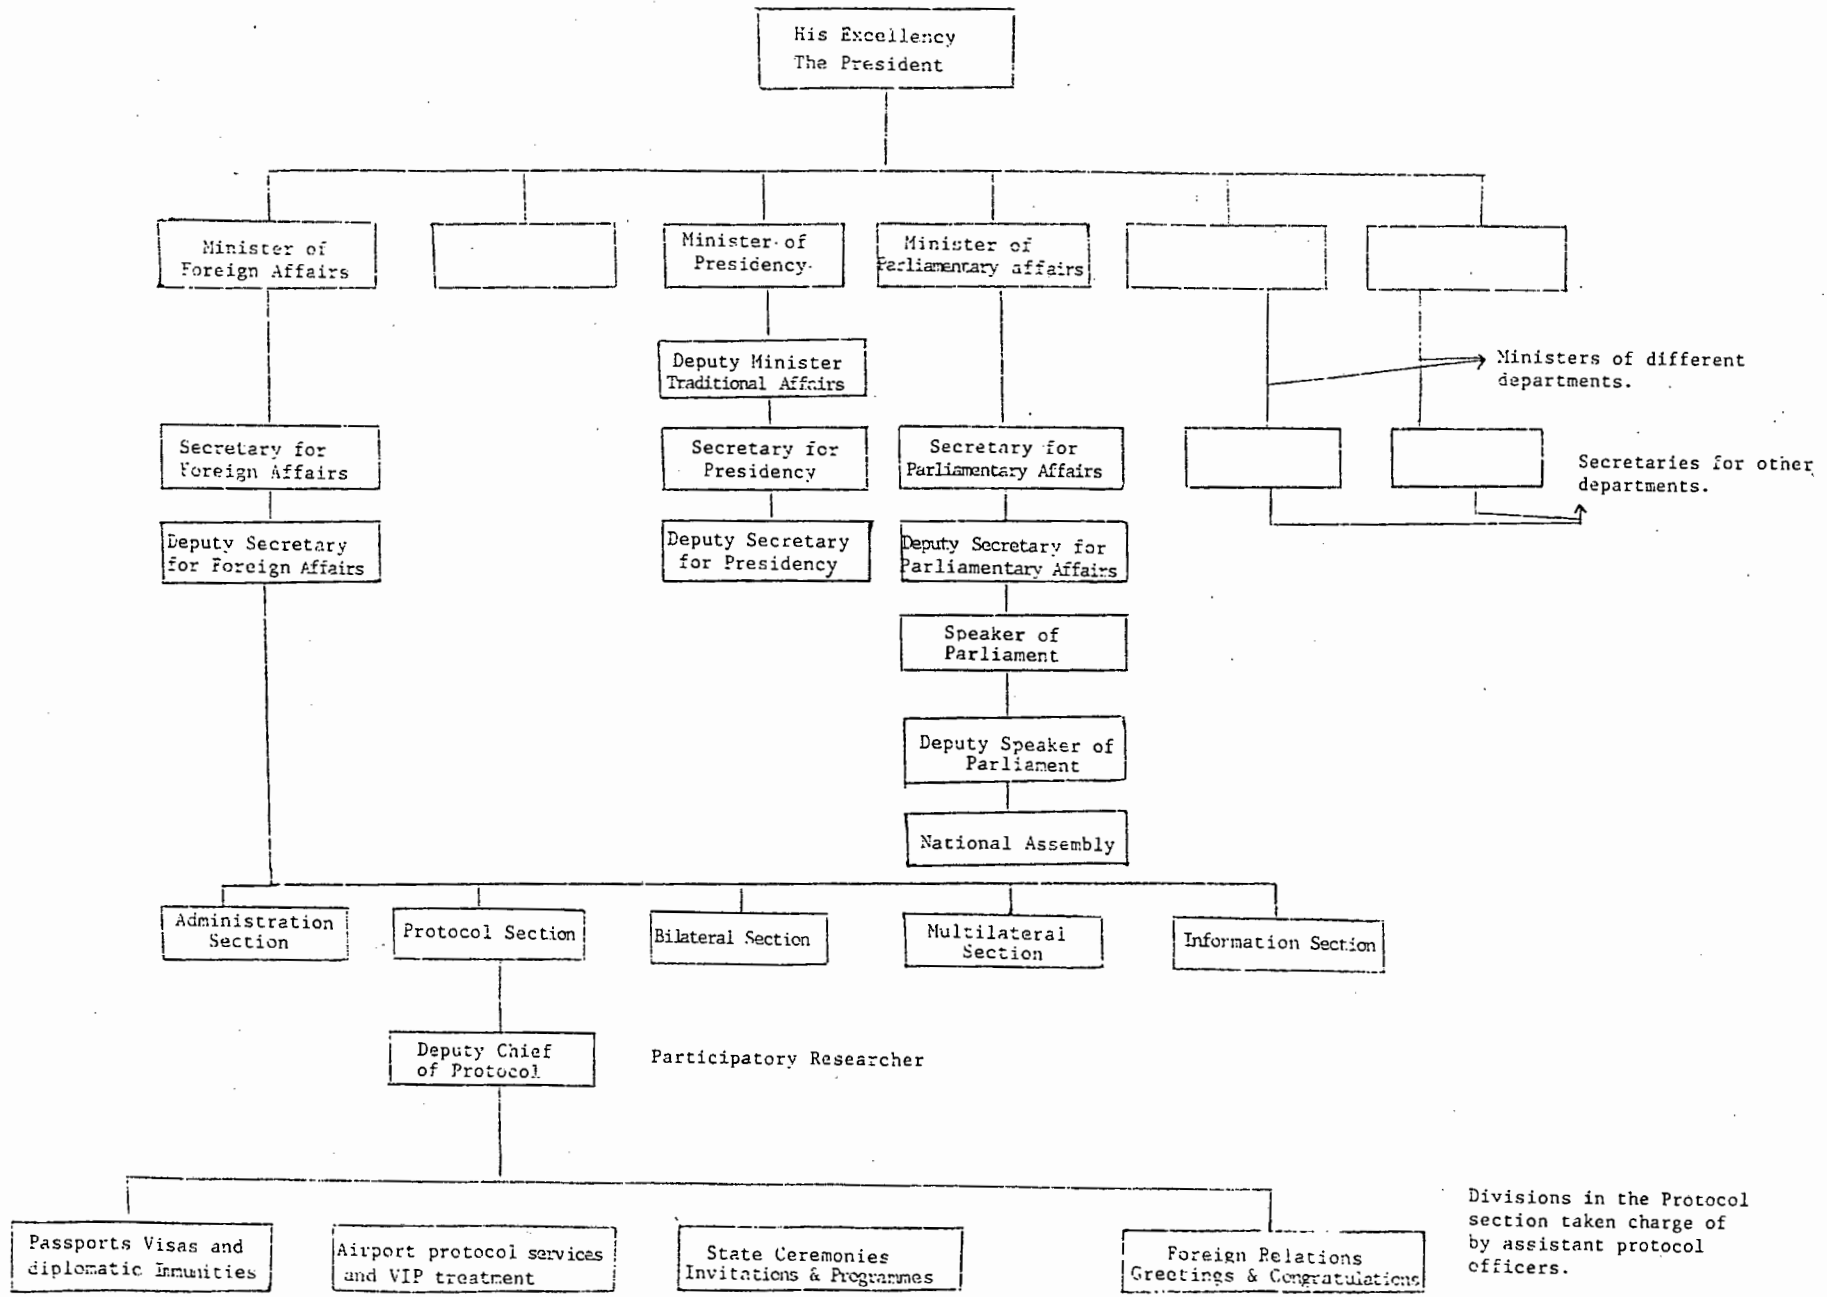 His Excellency
The President
Minister of
Foreign Affairs
Minister of
Presidency
Minister of
Parliamentary affairs
Deputy Minister
Traditional Affairs
Ministers of different
departments.
Secretary for
Foreign Affairs
Secretary for
Presidency
Secretary for
Parliamentary Affairs
Secretaries for other
departments.
Deputy Secretary
for Foreign Affairs
Deputy Secretary
for Presidency
Deputy Secretary for
Parliamentary Affairs
Speaker of
Parliament
Deputy Speaker of
Parliament
National Assembly
Administration
Section
Protocol Section
Bilateral Section
Multilateral
Section
Information Section
Deputy Chief
of Protocol
Participatory Researcher
Passports Visas and
diplomatic Immunities
Airport protocol services
and VIP treatment
State Ceremonies
Invitations & Programmes
Foreign Relations
Greetings & Congratulations
Divisions in the Protocol
section taken charge of
by assistant protocol
officers.